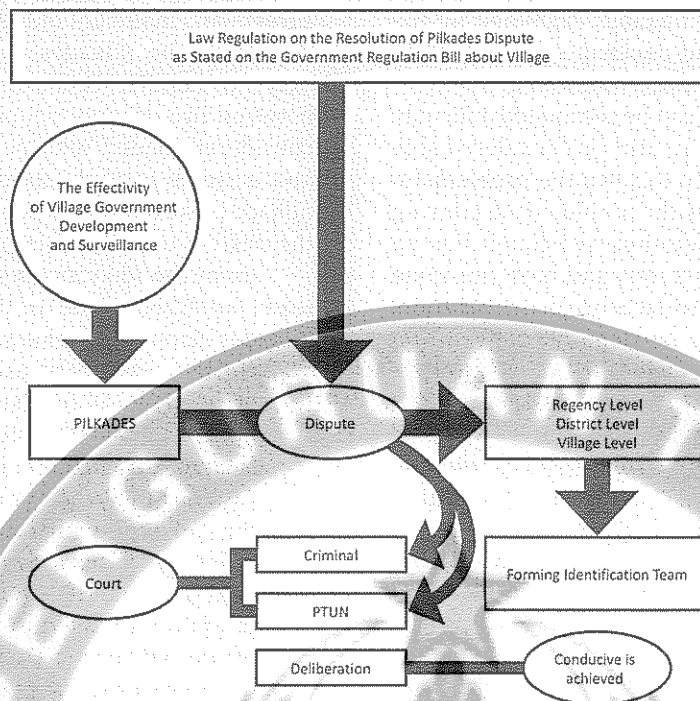 Law Regulation on the Resolution of Pilkades Dispute
as Stated on the Government Regulation Bill about Village
The Effectivity
of Village Government
Development
and Surveillance
PILKADES
Dispute
Regency Level
District Level
Village Level
Court
Criminal
PTUN
Forming Identification Team
Deliberation
Conducive is
achieved